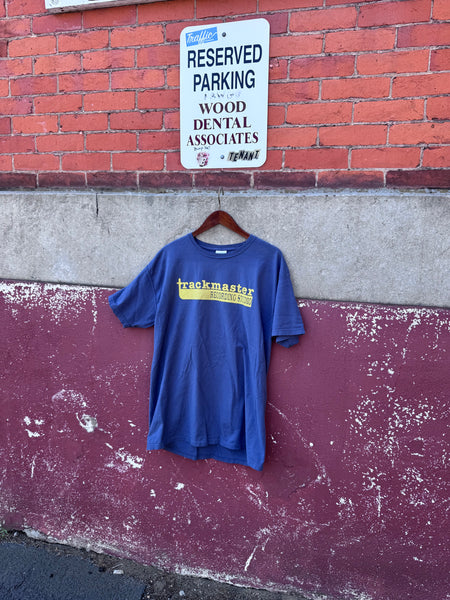 Traffic
RESERVED
PARKING
WOOD
DENTAL
ASSOCIATES
TENANT
trackmaster
RECORDING STUDIO